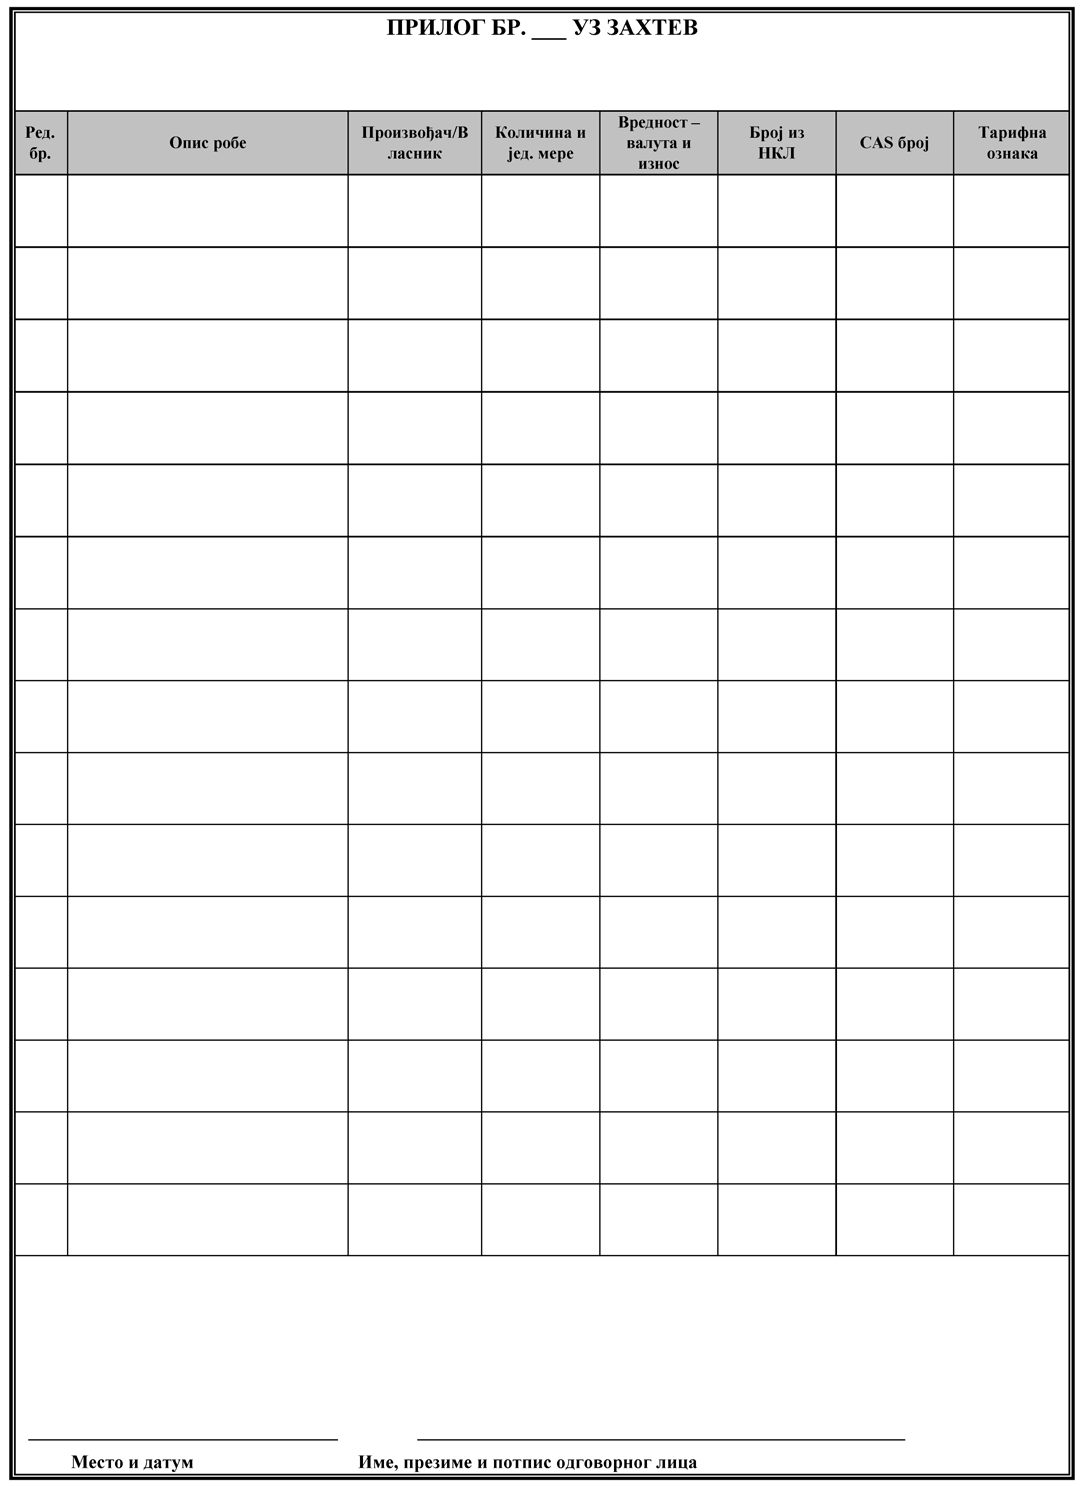 ПРИЛОГ БР. ___ УЗ ЗАХТЕВ
Ред.
бр.
Опис робе
Произвођач/В
ласник
Количина и
јед. мере
Вредност –
валута и
износ
Број из
НКЛ
CAS број
Тарифна
ознака
Место и датум
Име, презиме и потпис одговорног лица